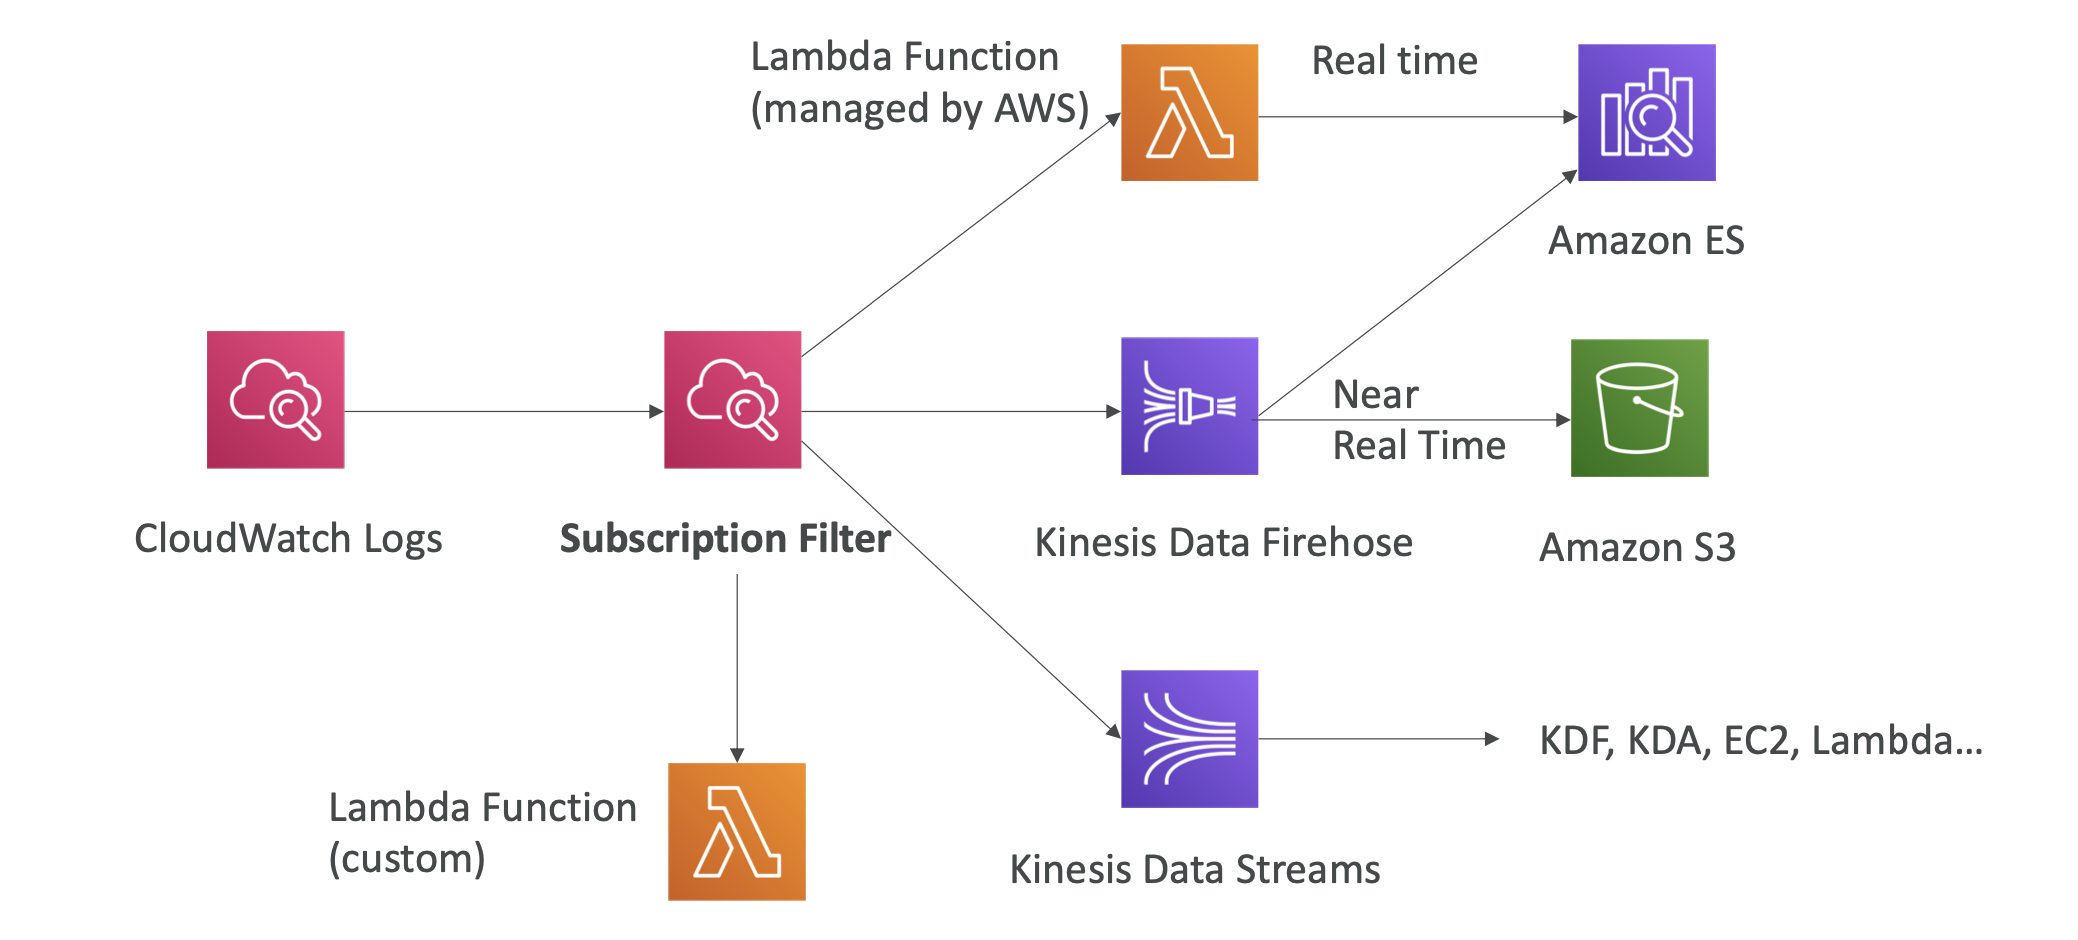 Lambda Function
(managed by AWS)
Real time
Amazon ES
Near
Real Time
CloudWatch Logs
Subscription Filter
Kinesis Data Firehose
Amazon S3
KDF, KDA, EC2, Lambda...
Lambda Function
(custom)
Kinesis Data Streams